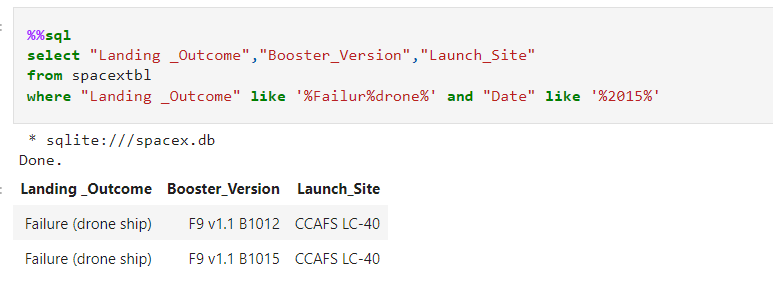 %%sql
select "Landing _Outcome","Booster_Version","Launch_Site"
from spacextbl
where "Landing _Outcome" like '%Failur%drone%' and "Date" like '%2015%'
* sqlite:///spacex.db
Done.
Landing _Outcome Booster_Version Launch_Site
Failure (drone ship) F9 v1.1 B1012 CCAFS LC-40
Failure (drone ship) F9 v1.1 B1015 CCAFS LC-40